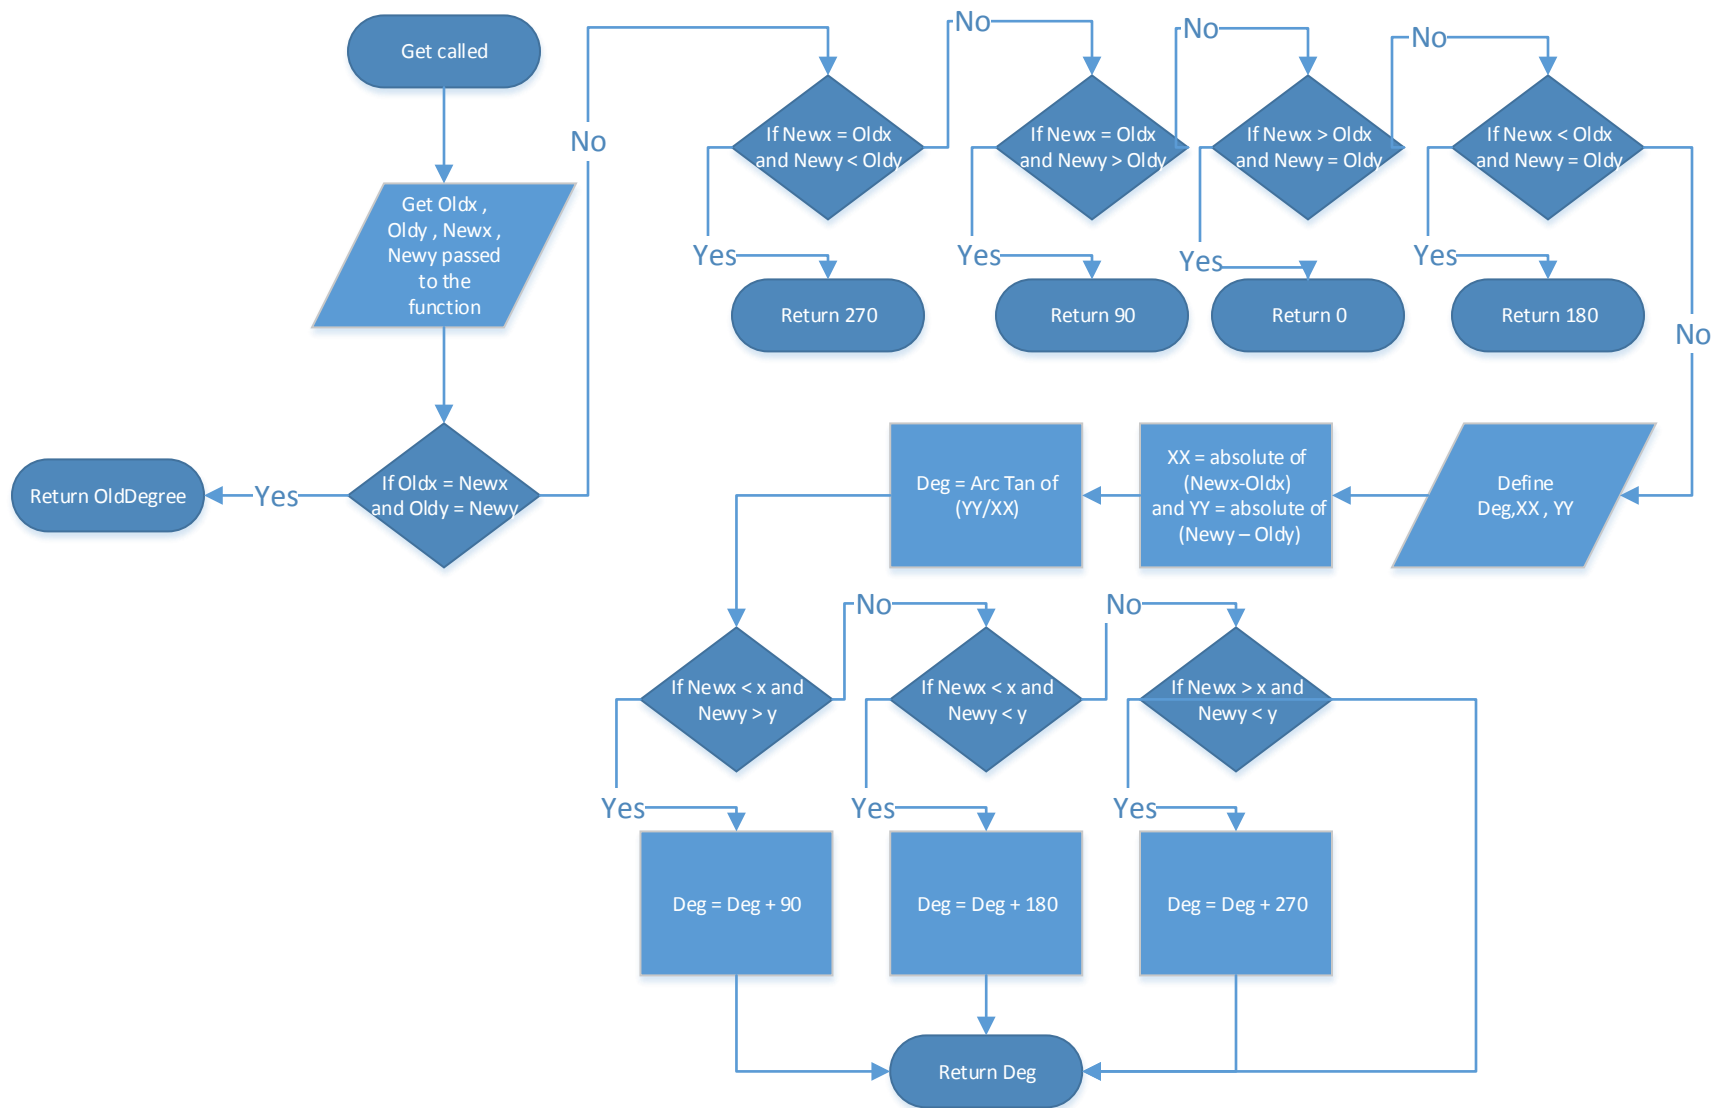 Get called
Get Oldx ,
Oldy , Newx ,
Newy passed
to the
function
If Oldx = Newx
and Oldy = Newy
Yes
Return OldDegree
No
If Newx = Oldx
and Newy < Oldy
Yes
Return 270
No
If Newx = Oldx
and Newy > Oldy
Yes
Return 90
No
If Newx > Oldx
and Newy = Oldy
Yes
Return 0
No
If Newx < Oldx
and Newy = Oldy
Yes
Return 180
No
Define
Deg,XX , YY
XX = absolute of
(Newx-Oldx)
and YY = absolute of
(Newy – Oldy)
Deg = Arc Tan of
(YY/XX)
If Newx < x and
Newy > y
Yes
Deg = Deg + 90
No
If Newx < x and
Newy < y
Yes
Deg = Deg + 180
No
If Newx > x and
Newy < y
Yes
Deg = Deg + 270
Return Deg